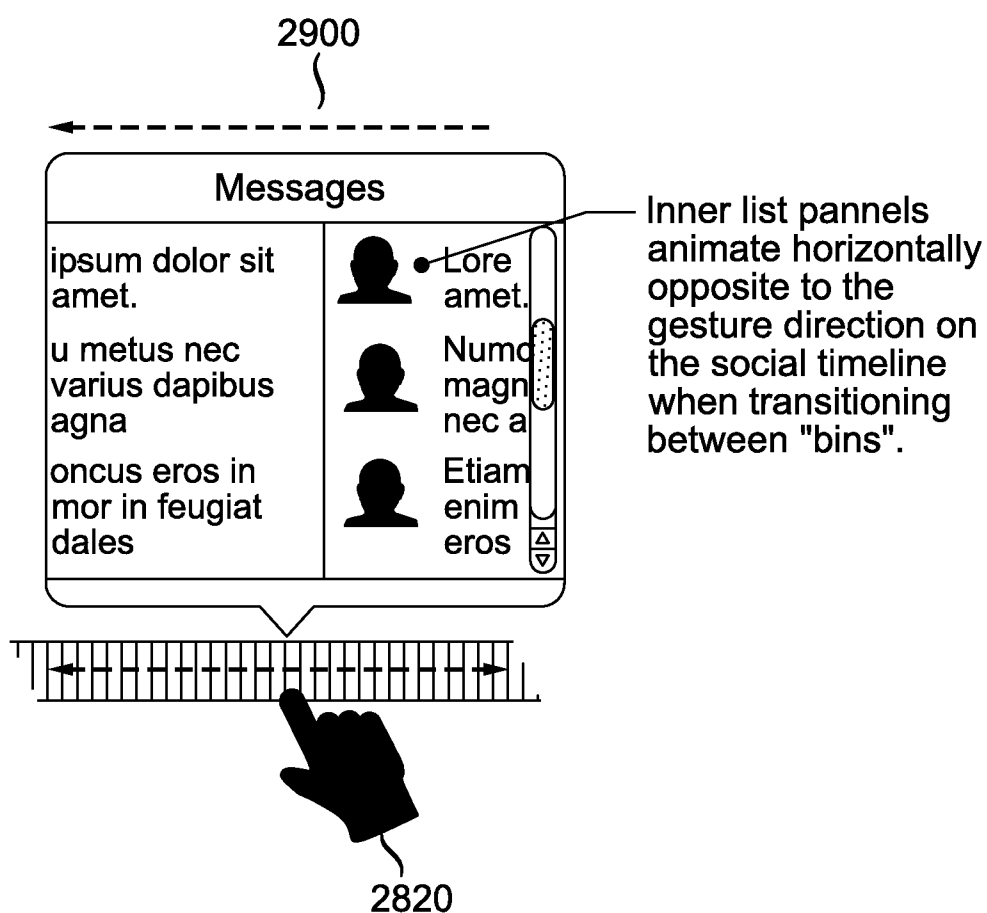 2900
Messages
ipsum dolor sit
amet.
u metus nec
varius dapibus
agna
oncus eros in
mor in feugiat
dales
Lore
amet.
Numc
magn
nec a
Etiam
enim
eros
Inner list pannels
animate horizontally
opposite to the
gesture direction on
the social timeline
when transitioning
between "bins".
2820